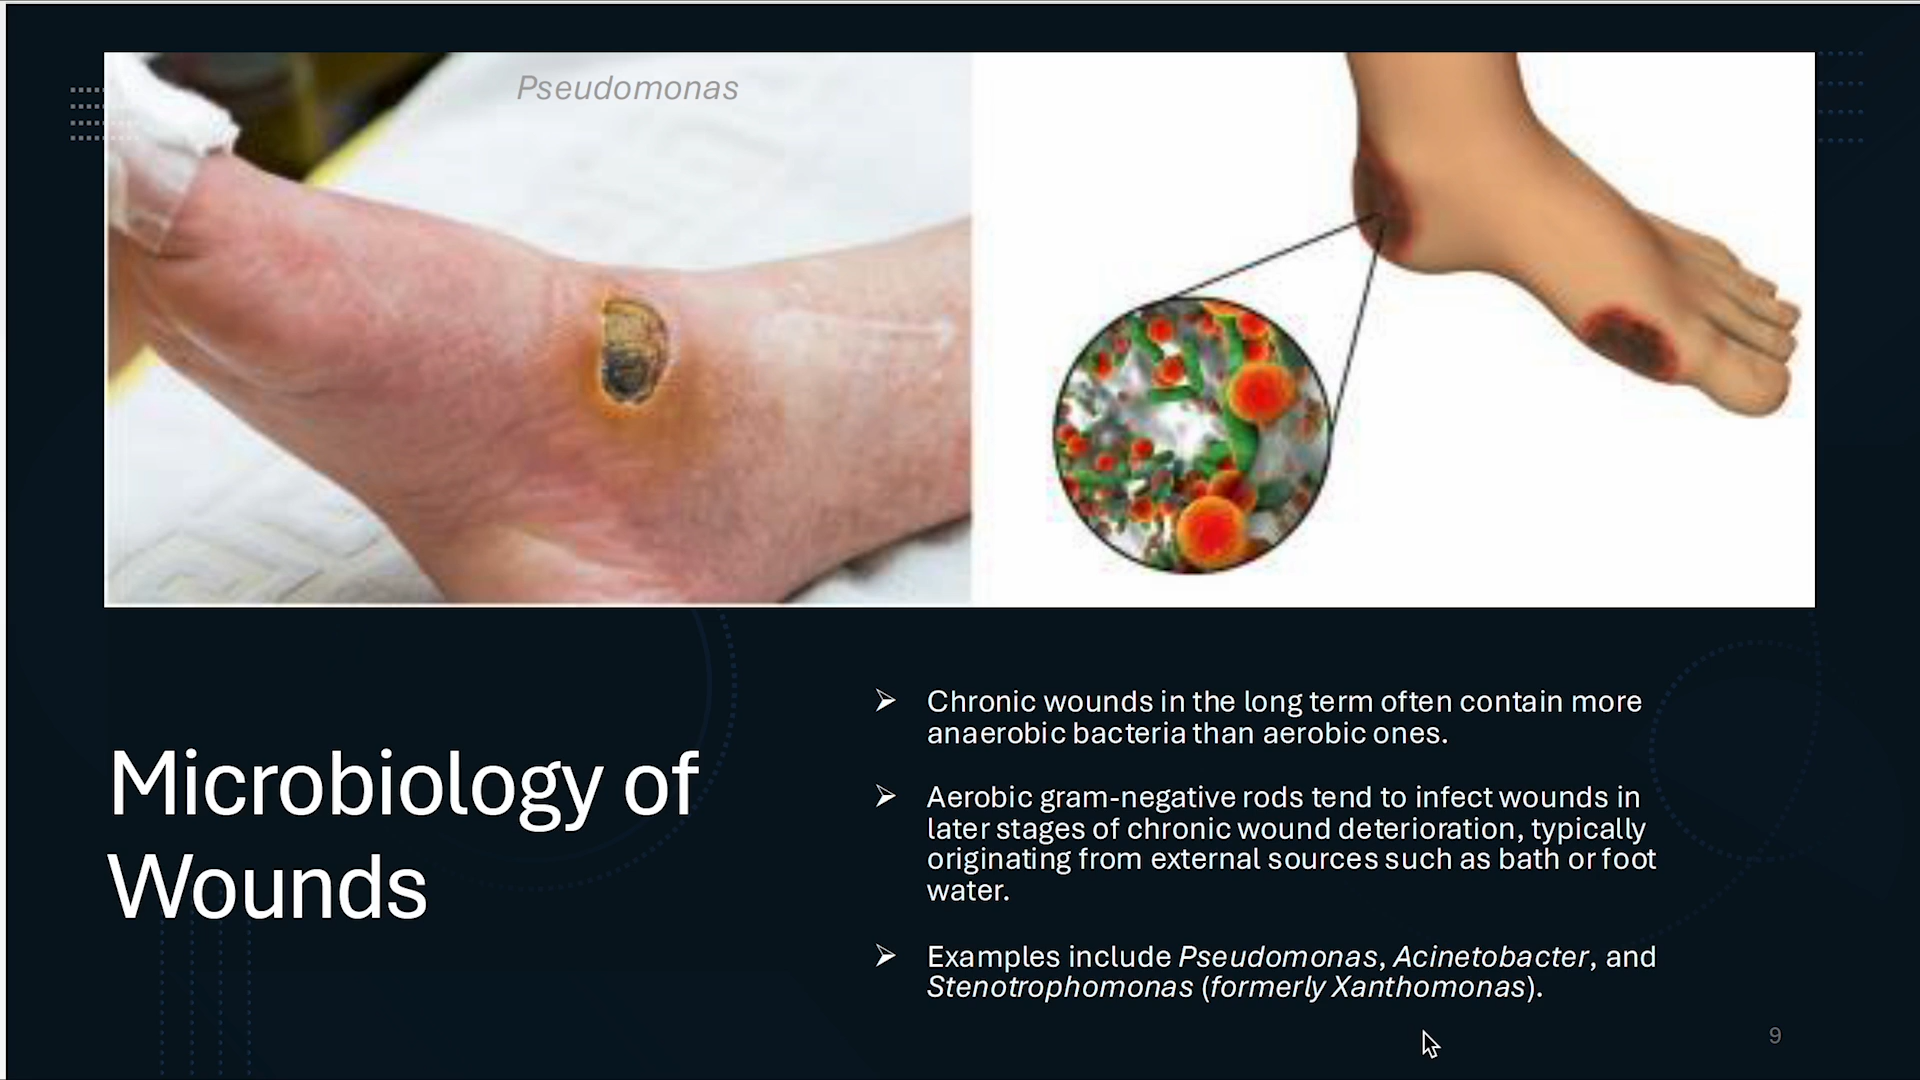 Pseudomonas
Microbiology of
Wounds
Chronic wounds in the long term often contain more
anaerobic bacteria than aerobic ones.
Aerobic gram-negative rods tend to infect wounds in
later stages of chronic wound deterioration, typically
originating from external sources such as bath or foot
water.
Examples include Pseudomonas, Acinetobacter, and
Stenotrophomonas (formerly Xanthomonas).
9